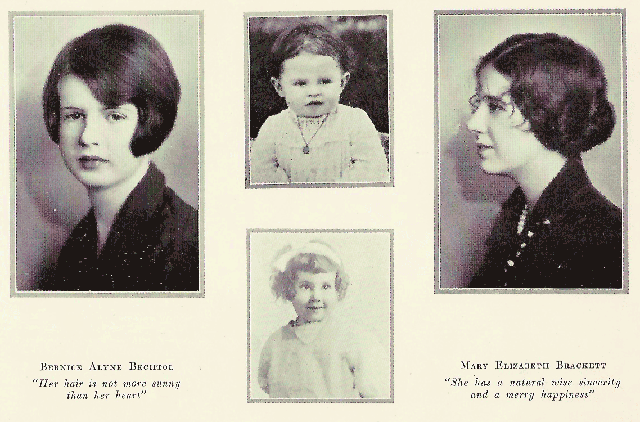 Bernice Alyne Bechtol
"Her hair is not more sunny
than her heart"
Mary Elizabeth Brackett
"She has a natural wise sincerity
and a merry happiness"